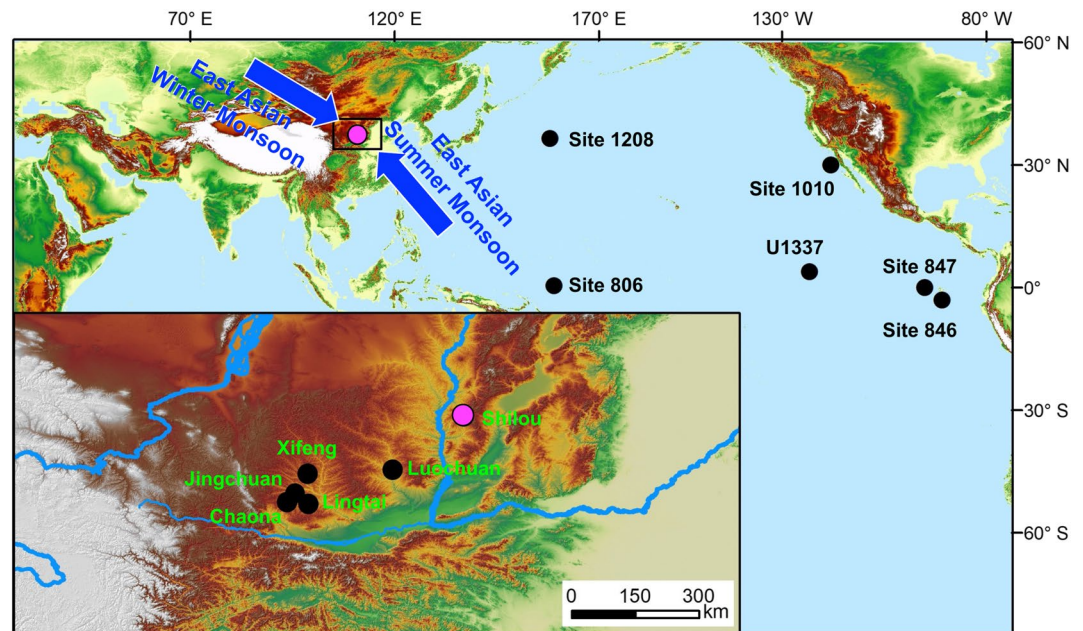 70° E 120° E 170° E 130° W 80° W
60° N
East Asian
Winter Monsoon
East Asian
Summer Monsoon
Site 1208
30° N
Site 1010
U1337
Site 847
Site 806
0°
Site 846
30° S
Shilou
Xifeng
Luochuan
Jingchuan
Lingtai
Chaona
60° S
0 150 300
km